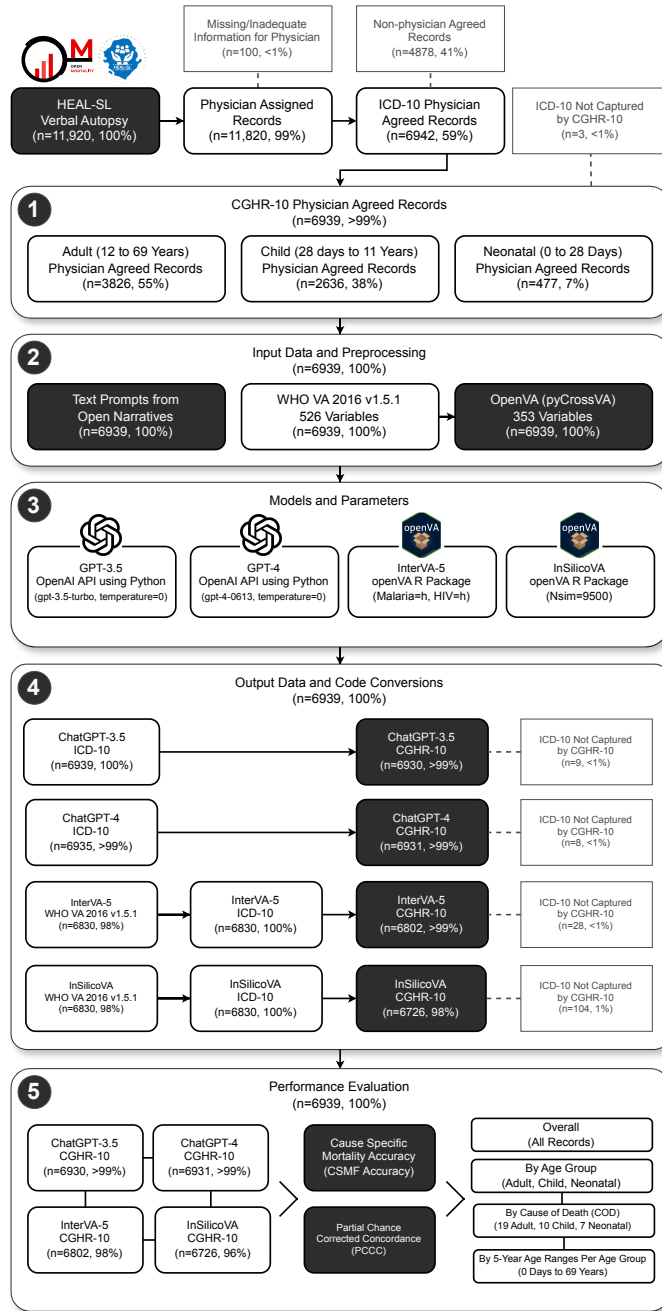 Missing/Inadequate
Information for Physician
(n=100, <1%)
Non-physician Agreed
Records
(n=4878, 41%)
M
OPEN
MORTALITY
HEAL-SL
HEAL-SL
Verbal Autopsy
(n=11,920, 100%)
Physician Assigned
Records
(n=11,820, 99%)
ICD-10 Physician
Agreed Records
(n=6942, 59%)
ICD-10 Not Captured
by CGHR-10
(n=3, <1%)
1
CGHR-10 Physician Agreed Records
(n=6939, >99%)
Adult (12 to 69 Years)
Physician Agreed Records
(n=3826, 55%)
Child (28 days to 11 Years)
Physician Agreed Records
(n=2636, 38%)
Neonatal (0 to 28 Days)
Physician Agreed Records
(n=477, 7%)
2
Input Data and Preprocessing
(n=6939, 100%)
Text Prompts from
Open Narratives
(n=6939, 100%)
WHO VA 2016 v1.5.1
526 Variables
(n=6939, 100%)
OpenVA (pyCrossVA)
353 Variables
(n=6939, 100%)
3
Models and Parameters
GPT-3.5
OpenAI API using Python
(gpt-3.5-turbo, temperature=0)
GPT-4
OpenAI API using Python
(gpt-4-0613, temperature=0)
openVA
InterVA-5
openVA R Package
(Malaria=h, HIV=h)
openVA
InSilicoVA
openVA R Package
(Nsim=9500)
4
Output Data and Code Conversions
(n=6939, 100%)
ChatGPT-3.5
ICD-10
(n=6939, 100%)
ChatGPT-3.5
CGHR-10
(n=6930, >99%)
ICD-10 Not Captured
by CGHR-10
(n=9, <1%)
ChatGPT-4
ICD-10
(n=6935, >99%)
ChatGPT-4
CGHR-10
(n=6931, >99%)
ICD-10 Not Captured
by CGHR-10
(n=8, <1%)
InterVA-5
WHO VA 2016 v1.5.1
(n=6830, 98%)
InterVA-5
ICD-10
(n=6830, 100%)
InterVA-5
CGHR-10
(n=6802, >99%)
ICD-10 Not Captured
by CGHR-10
(n=28, <1%)
InSilicoVA
WHO VA 2016 v1.5.1
(n=6830, 98%)
InSilicoVA
ICD-10
(n=6830, 100%)
InSilicoVA
CGHR-10
(n=6726, 98%)
ICD-10 Not Captured
by CGHR-10
(n=104, 1%)
5
Performance Evaluation
(n=6939, 100%)
ChatGPT-3.5
CGHR-10
(n=6930, >99%)
ChatGPT-4
CGHR-10
(n=6931, >99%)
InterVA-5
CGHR-10
(n=6802, 98%)
InSilicoVA
CGHR-10
(n=6726, 96%)
Cause Specific
Mortality Accuracy
(CSMF Accuracy)
Partial Chance
Corrected Concordance
(PCCC)
Overall
(All Records)
By Age Group
(Adult, Child, Neonatal)
By Cause of Death (COD)
(19 Adult, 10 Child, 7 Neonatal)
By 5-Year Age Ranges Per Age Group
(0 Days to 69 Years)